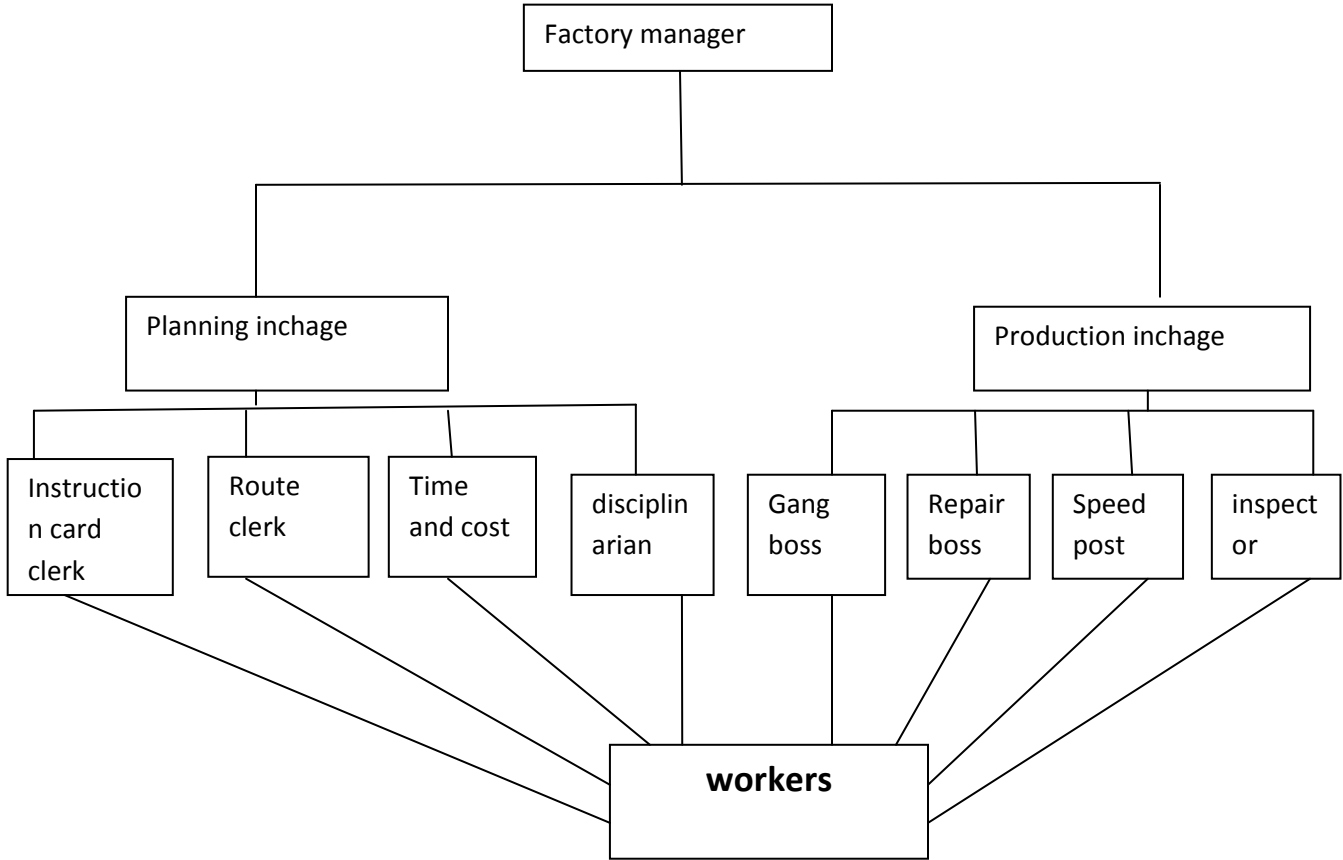 Factory manager
Planning inchage
Production inchage
Instructio
n card
clerk
Route
clerk
Time
and cost
disciplin
arian
Gang
boss
Repair
boss
Speed
post
inspect
or
workers